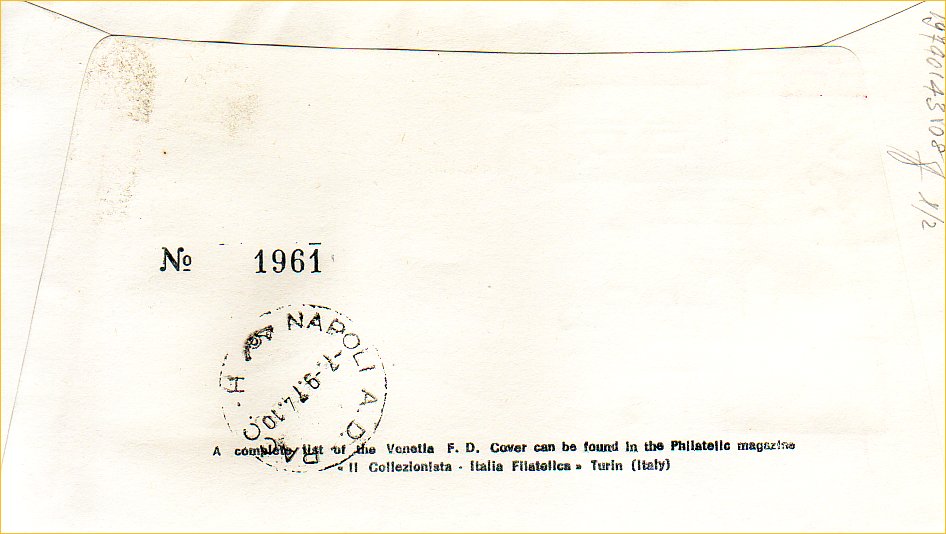 № 1961
NAPOLI A.D.
-7.-9.74.10
RACC.
H
A complete list of the Venetia F. D. Cover can be found in the Philatelic magazine
« Il Collezionista - Italia Filatelica » Turin (Italy)